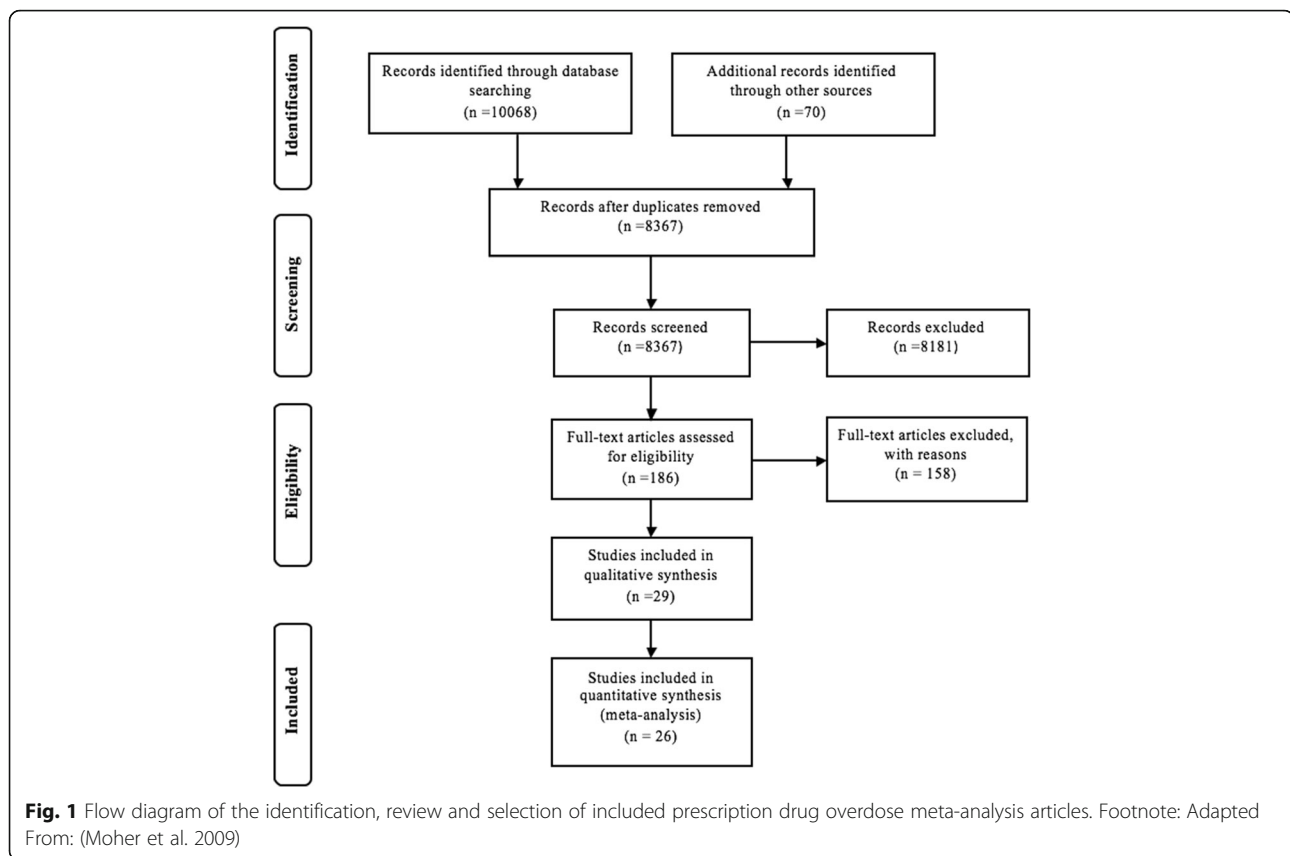 Identification
Records identified through database
searching
(n =10068)
Additional records identified
through other sources
(n =70)
Records after duplicates removed
(n =8367)
Screening
Records screened
(n =8367)
Records excluded
(n =8181)
Eligibility
Full-text articles assessed
for eligibility
(n =186)
Full-text articles excluded,
with reasons
(n = 158)
Studies included in
qualitative synthesis
(n =29)
Included
Studies included in
quantitative synthesis
(meta-analysis)
(n = 26)
Fig. 1 Flow diagram of the identification, review and selection of included prescription drug overdose meta-analysis articles. Footnote: Adapted
From: (Moher et al. 2009)